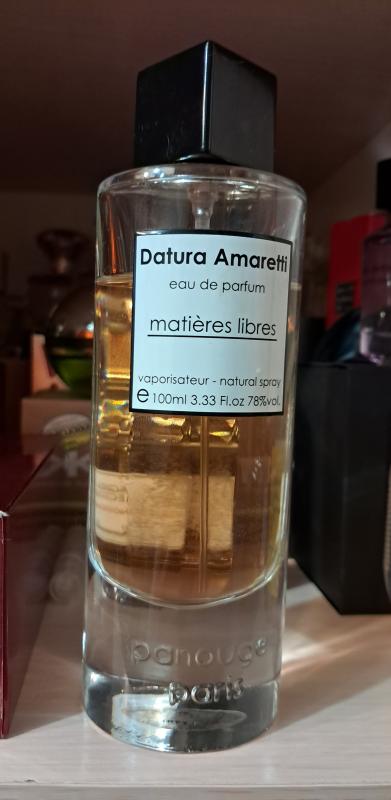 Datura Amaretti
eau de parfum
matières libres
vaporisateur - natural spray
e 100ml 3.33 Fl.oz 78%vol.
panouge
paris